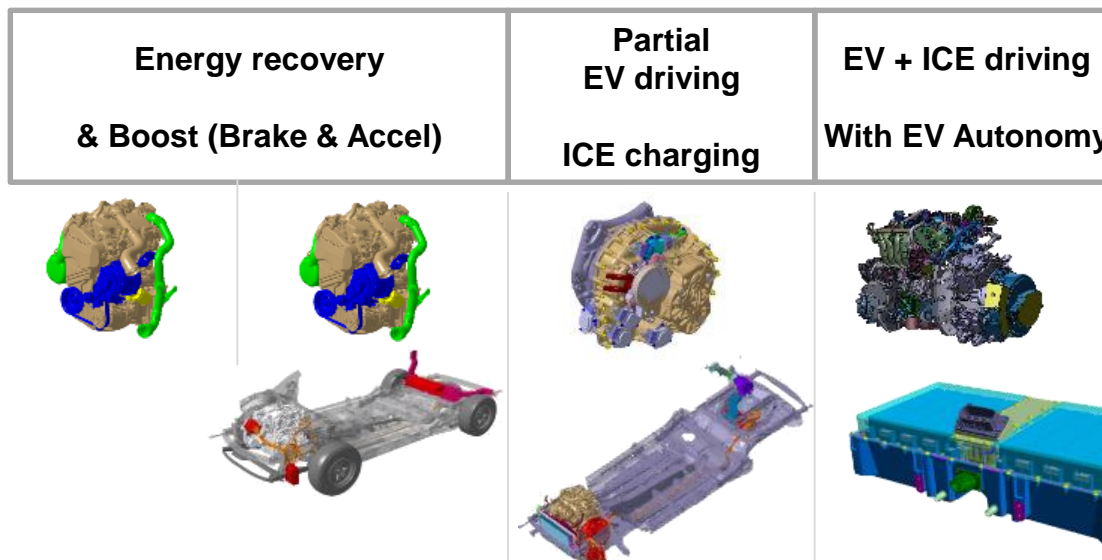 Energy recovery
& Boost (Brake & Accel)
Partial
EV driving
ICE charging
EV + ICE driving
With EV Autonomy